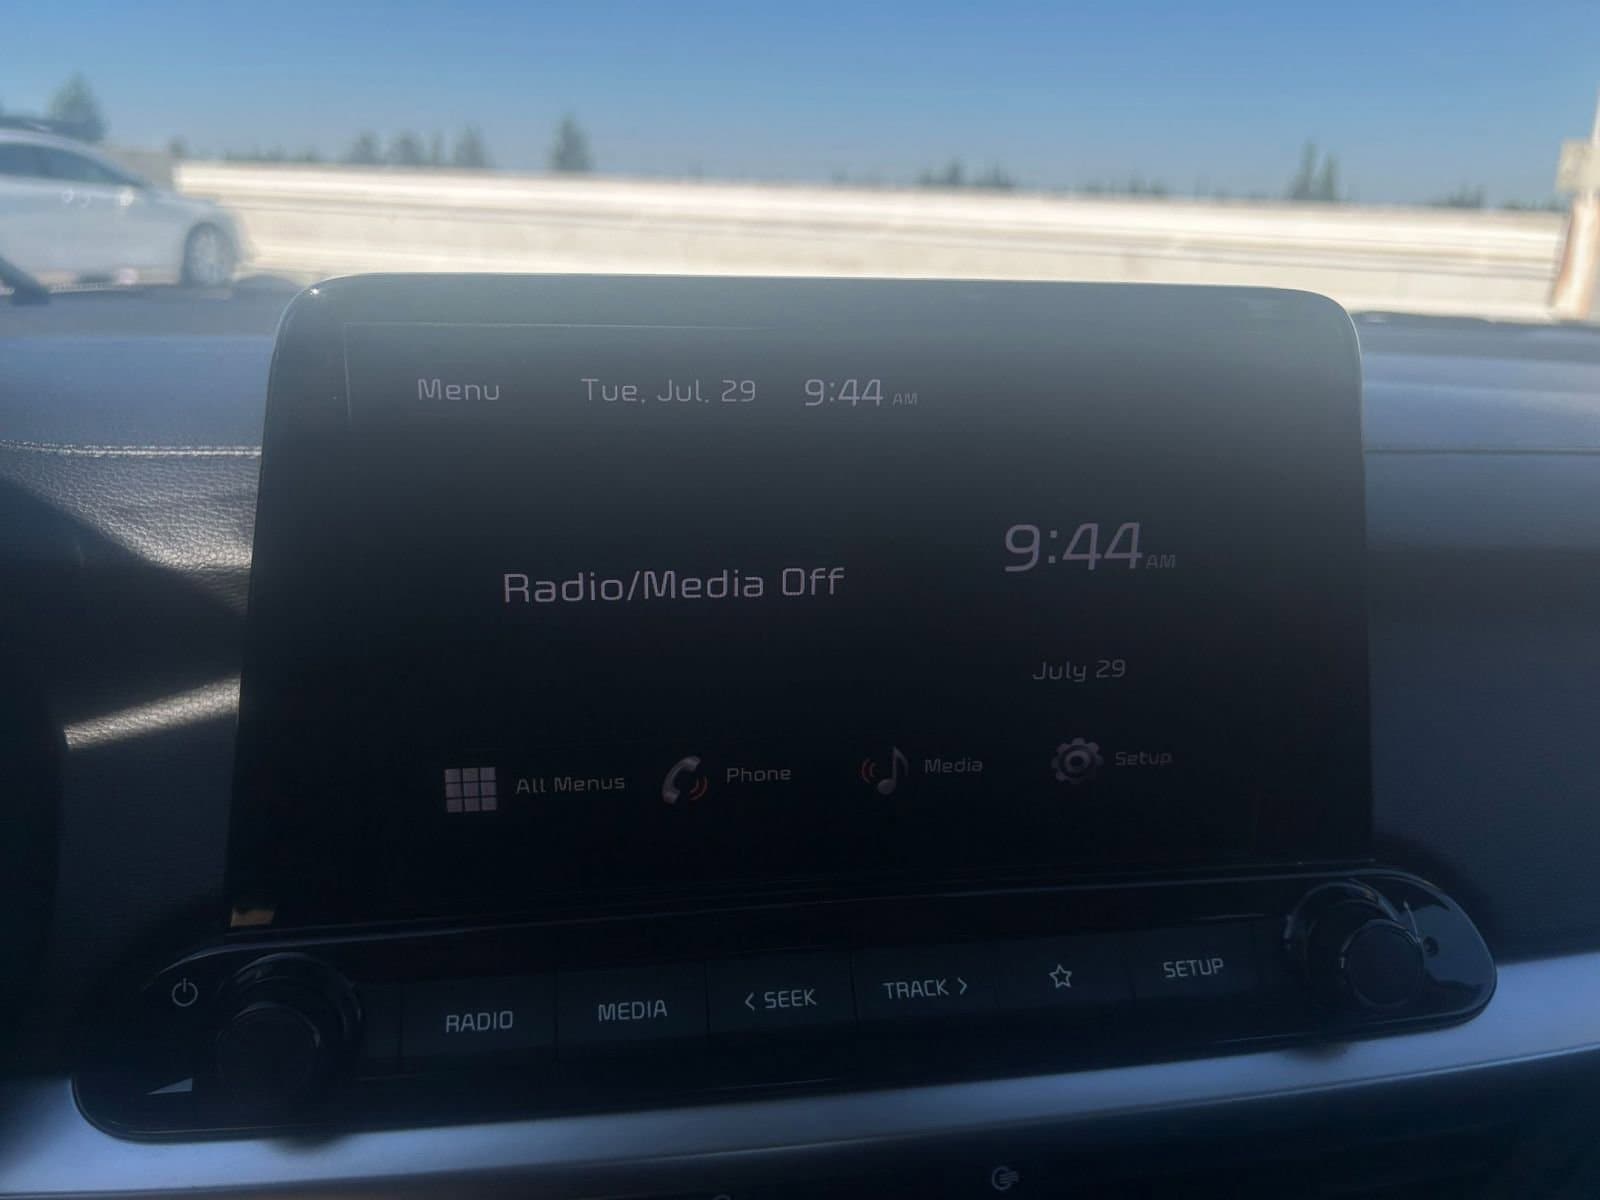 Menu Tue, Jul. 29 9:44 AM
Radio/Media Off
9:44 AM
July 29
All Menus Phone Media Setup
RADIO MEDIA < SEEK TRACK > ☆ SETUP